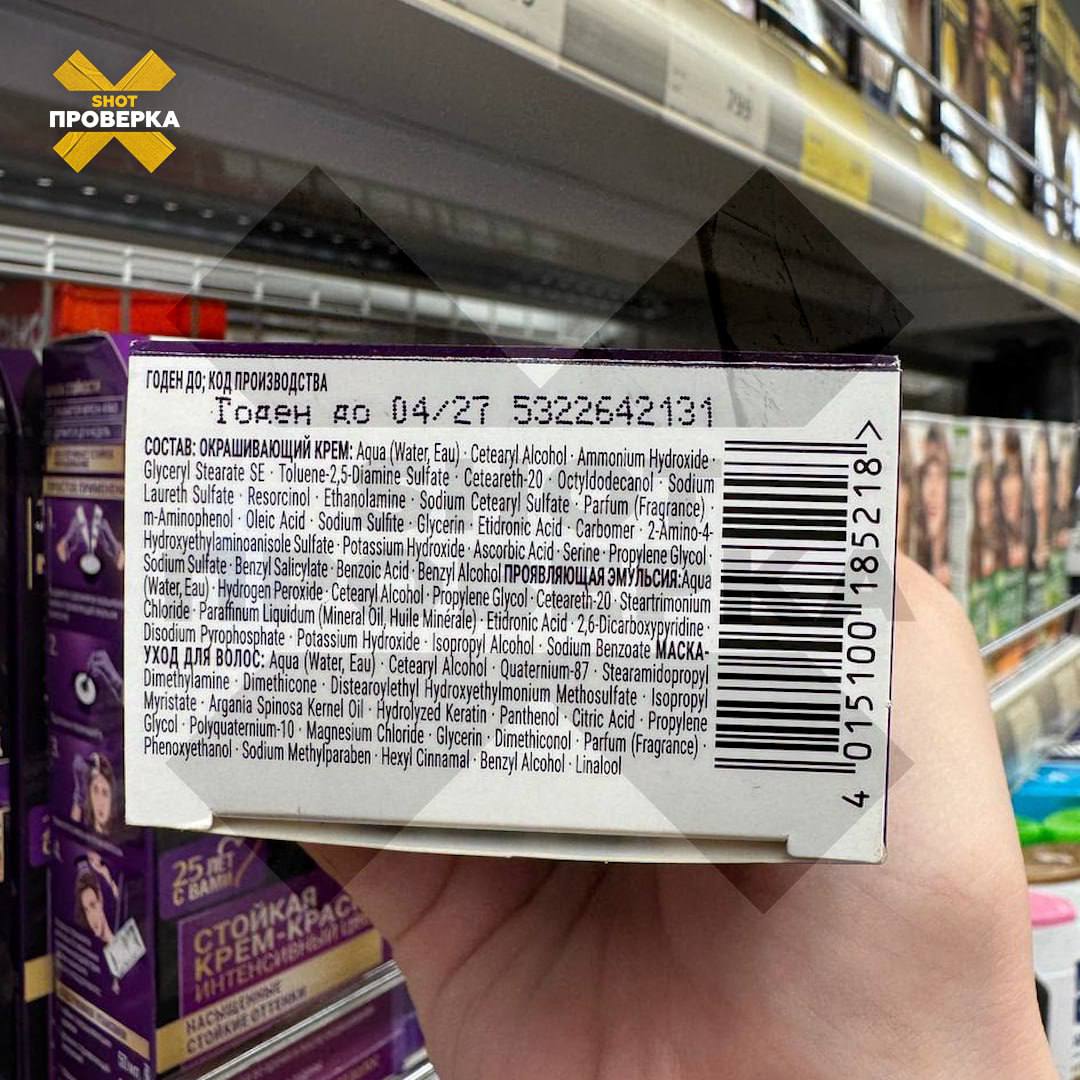 SHOT
ПРОВЕРКА
799
ГОДЕН ДО; КОД ПРОИЗВОДСТВА
Годен до 04/27 5322642131
СОСТАВ: ОКРАШИВАЮЩИЙ КРЕМ: Aqua (Water, Eau) · Cetearyl Alcohol · Ammonium Hydroxide ·
Glyceryl Stearate SE · Toluene-2,5-Diamine Sulfate · Ceteareth-20 · Octyldodecanol · Sodium
Laureth Sulfate · Resorcinol · Ethanolamine · Sodium Cetearyl Sulfate · Parfum (Fragrance) ·
m-Aminophenol · Oleic Acid · Sodium Sulfite · Glycerin · Etidronic Acid · Carbomer · 2-Amino-4-
Hydroxyethylaminoanisole Sulfate · Potassium Hydroxide · Ascorbic Acid · Serine · Propylene Glycol ·
Sodium Sulfate · Benzyl Salicylate · Benzoic Acid · Benzyl Alcohol ПРОЯВЛЯЮЩАЯ ЭМУЛЬСИЯ:Aqua
(Water, Eau) · Hydrogen Peroxide · Cetearyl Alcohol · Propylene Glycol · Ceteareth-20 · Steartrimonium
Chloride · Paraffinum Liquidum (Mineral Oil, Huile Minérale) · Etidronic Acid · 2,6-Dicarboxypyridine ·
Disodium Pyrophosphate · Potassium Hydroxide · Isopropyl Alcohol · Sodium Benzoate МАСКА-
УХОД ДЛЯ ВОЛОС: Aqua (Water, Eau) · Cetearyl Alcohol · Quaternium-87 · Stearamidopropyl
Dimethylamine · Dimethicone · Distearoylethyl Hydroxyethylmonium Methosulfate · Isopropyl
Myristate · Argania Spinosa Kernel Oil · Hydrolyzed Keratin · Panthenol · Citric Acid · Propylene
Glycol · Polyquaternium-10 · Magnesium Chloride · Glycerin · Dimethiconol · Parfum (Fragrance) ·
Phenoxyethanol · Sodium Methylparaben · Hexyl Cinnamal · Benzyl Alcohol · Linalool
4 015100 185218 >
25 ЛЕТ
С ВАМИ
СТОЙКАЯ
КРЕМ-КРАС
ИНТЕНСИВНЫЙ
НАСЫЩЕННЫЕ
СТОЙКИЕ ОТТЕНКИ